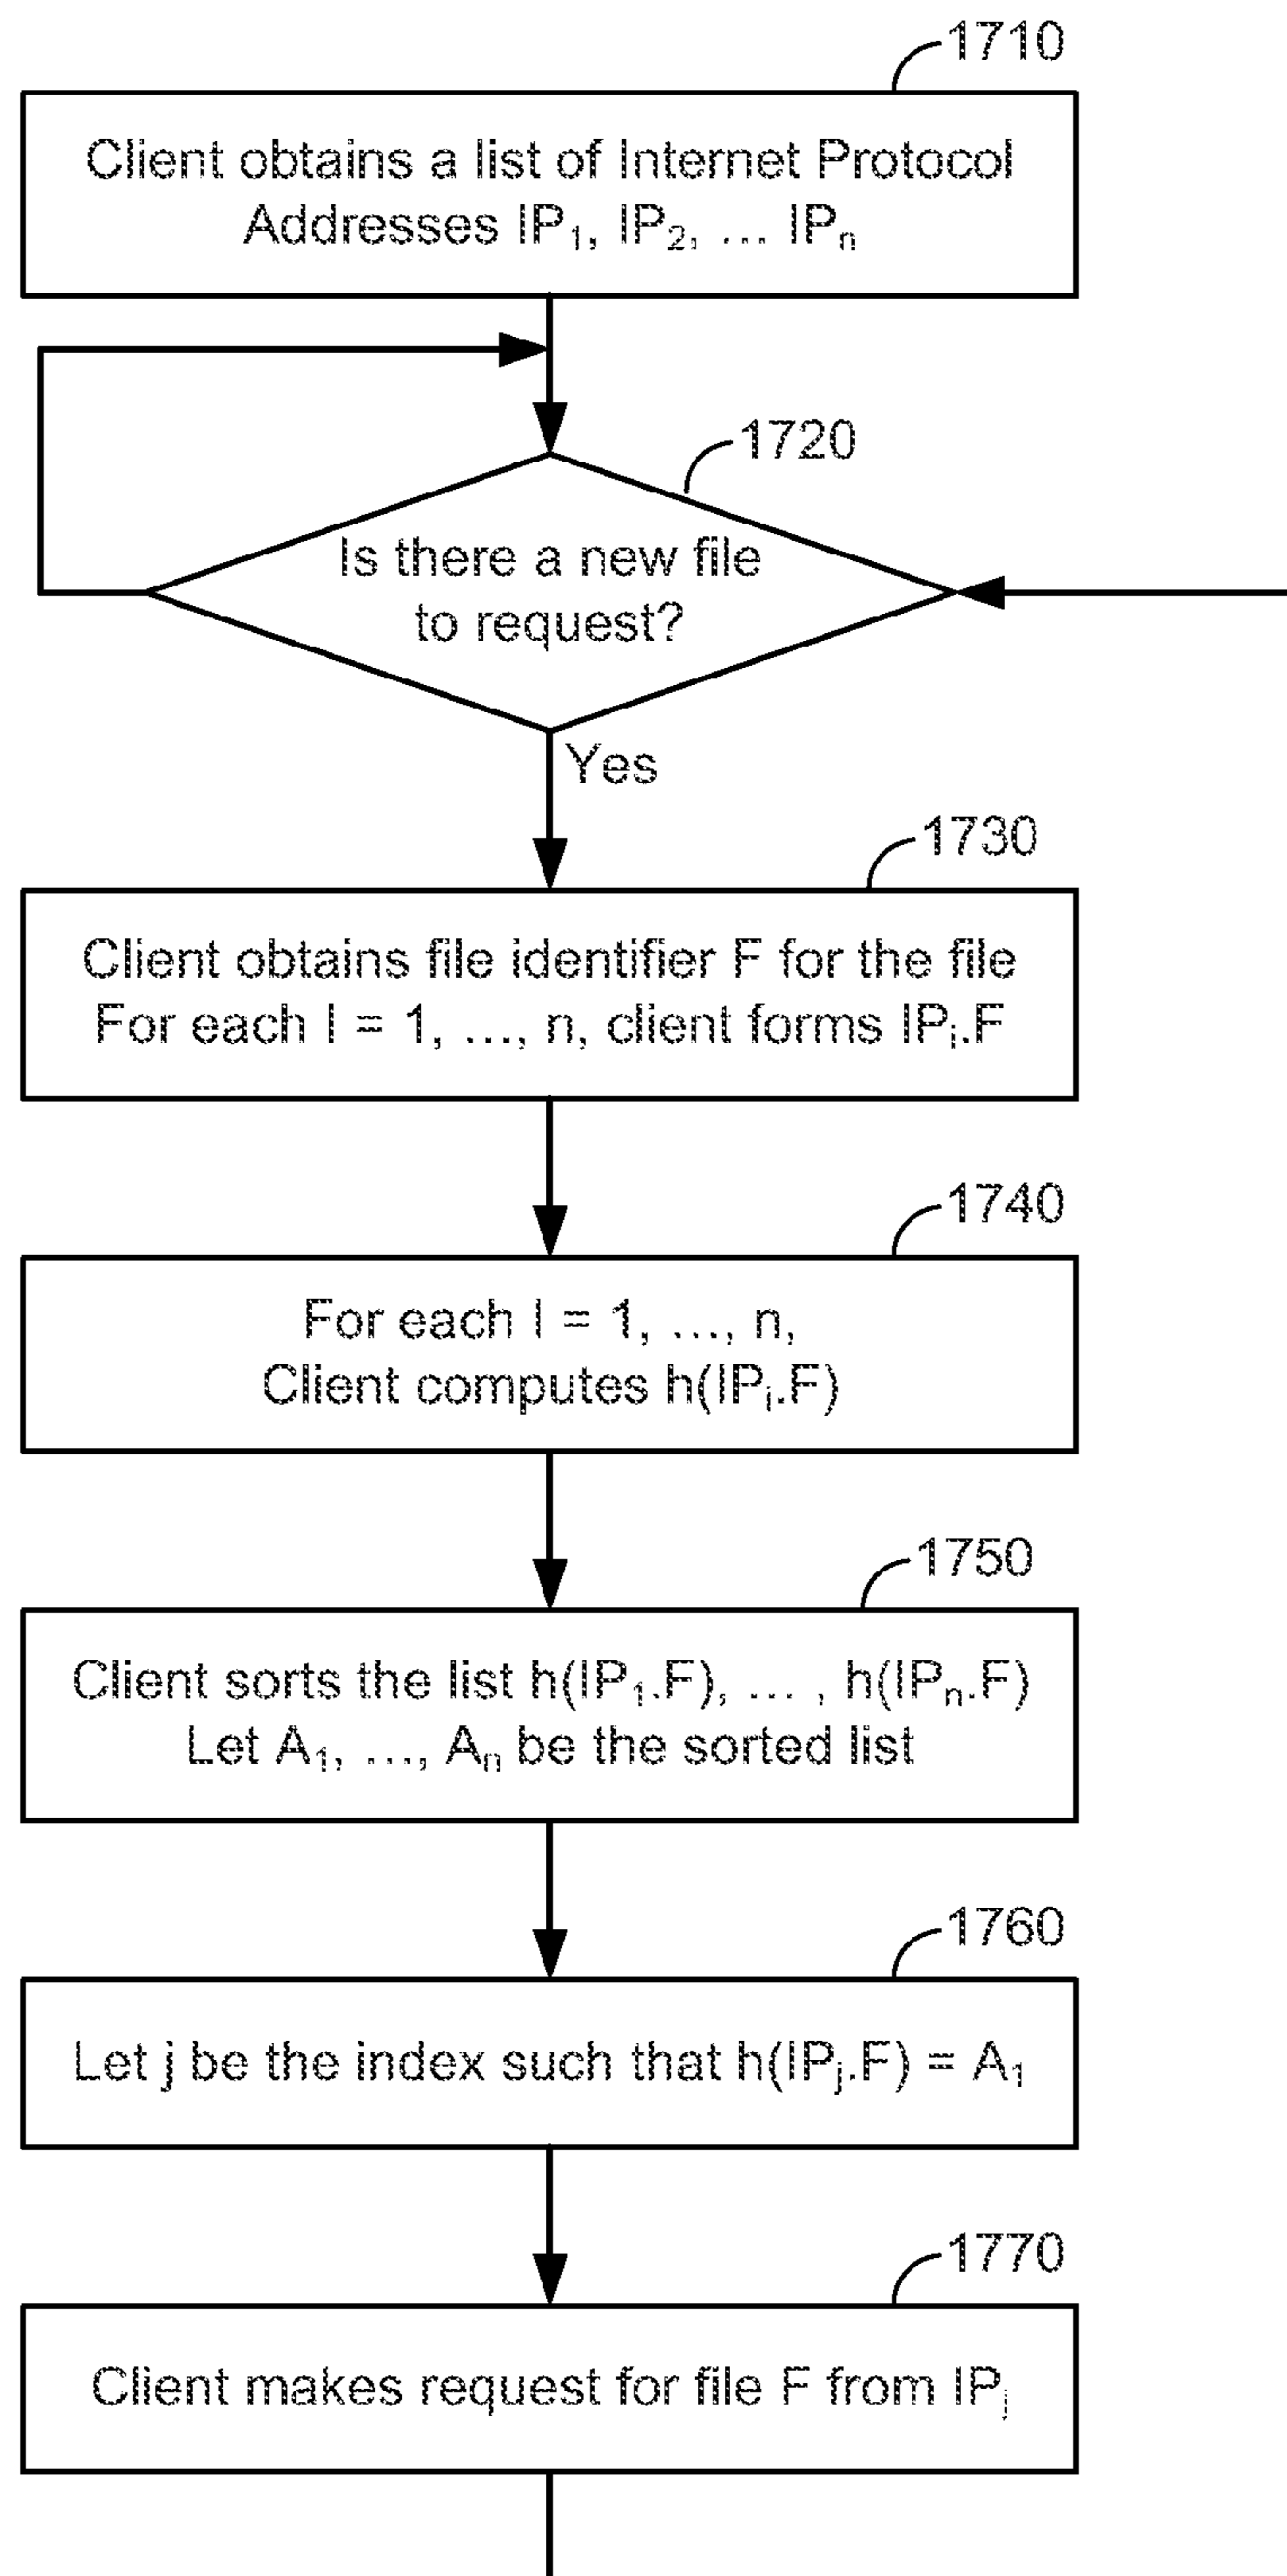 1710
Client obtains a list of Internet Protocol
Addresses IP₁, IP₂, ... IPₙ
1720
Is there a new file
to request?
Yes
1730
Client obtains file identifier F for the file
For each I = 1, ..., n, client forms IPᵢ.F
1740
For each I = 1, ..., n,
Client computes h(IPᵢ.F)
1750
Client sorts the list h(IP₁.F), ... , h(IPₙ.F)
Let A₁, ..., Aₙ be the sorted list
1760
Let j be the index such that h(IPⱼ.F) = A₁
1770
Client makes request for file F from IPⱼ